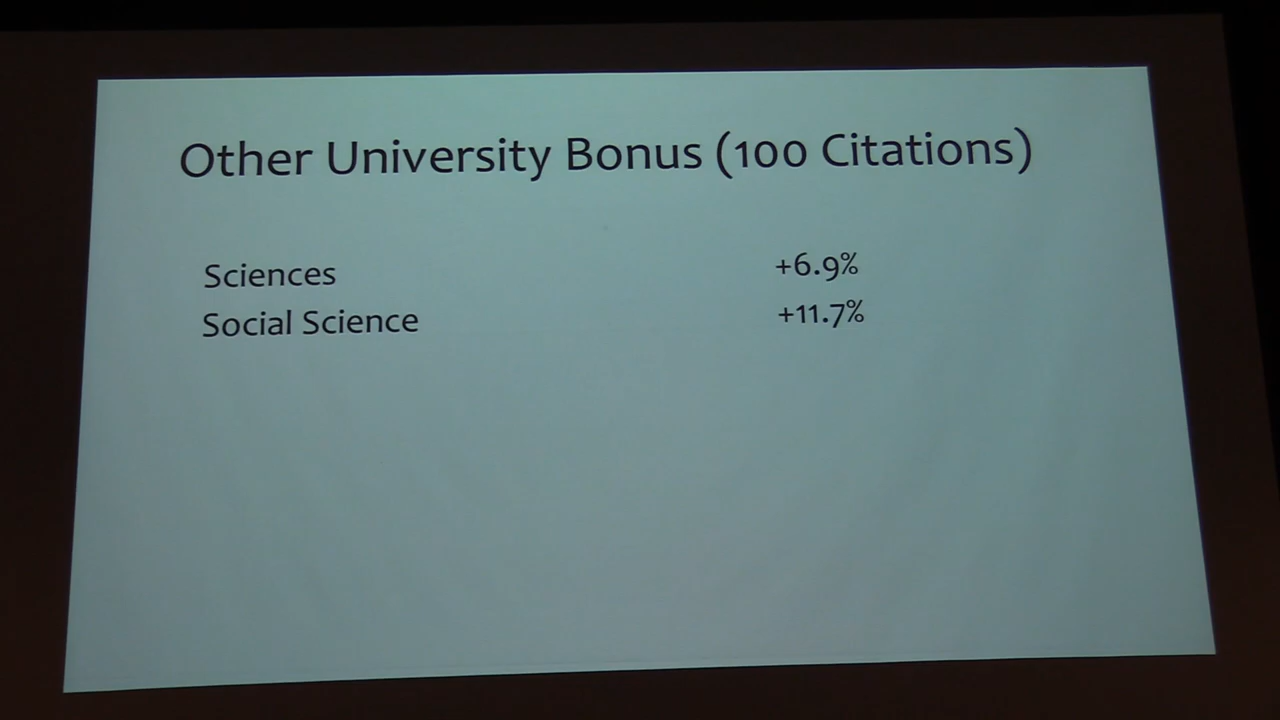 Other University Bonus (100 Citations)
Sciences +6.9%
Social Science +11.7%